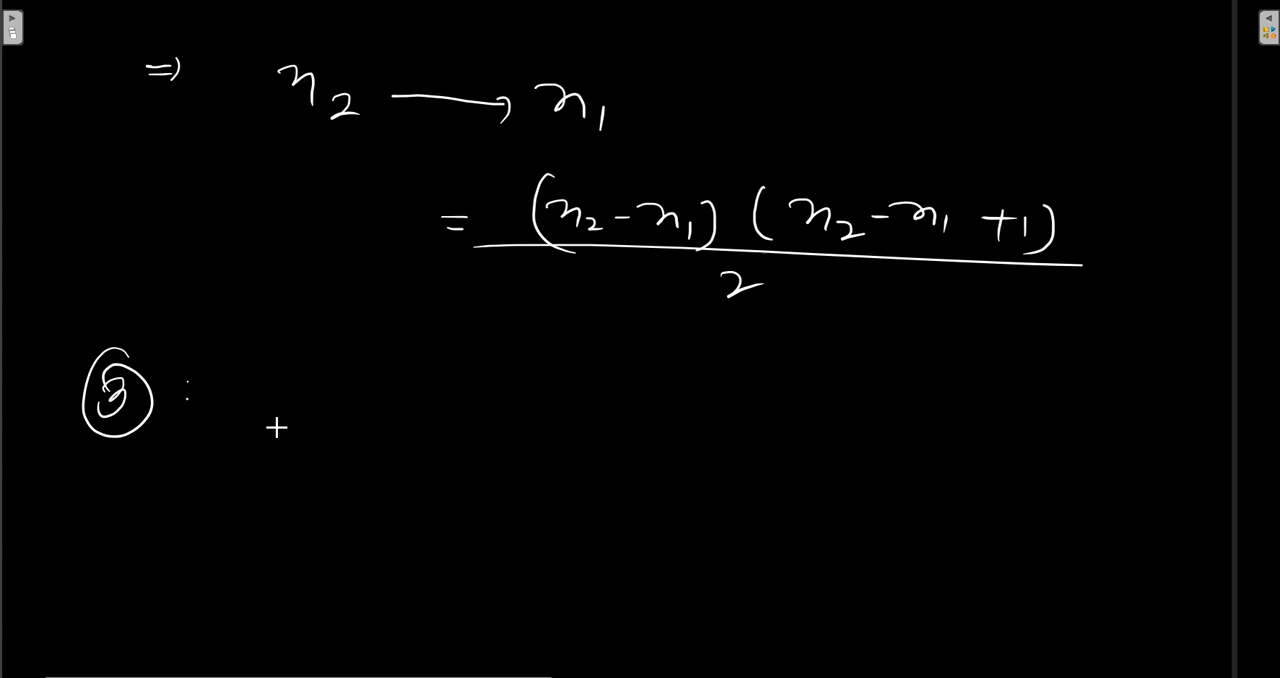 ⇒ n₂ ⟶ n₁
= (n₂ - n₁) (n₂ - n₁ + 1) / 2
③ :